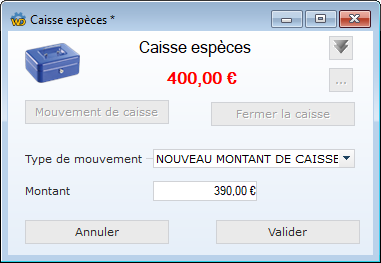 Caisse espèces *
Caisse espèces
400,00 €
...
Mouvement de caisse
Fermer la caisse
Type de mouvement
NOUVEAU MONTANT DE CAISSE
Montant
390,00 €
Annuler
Valider